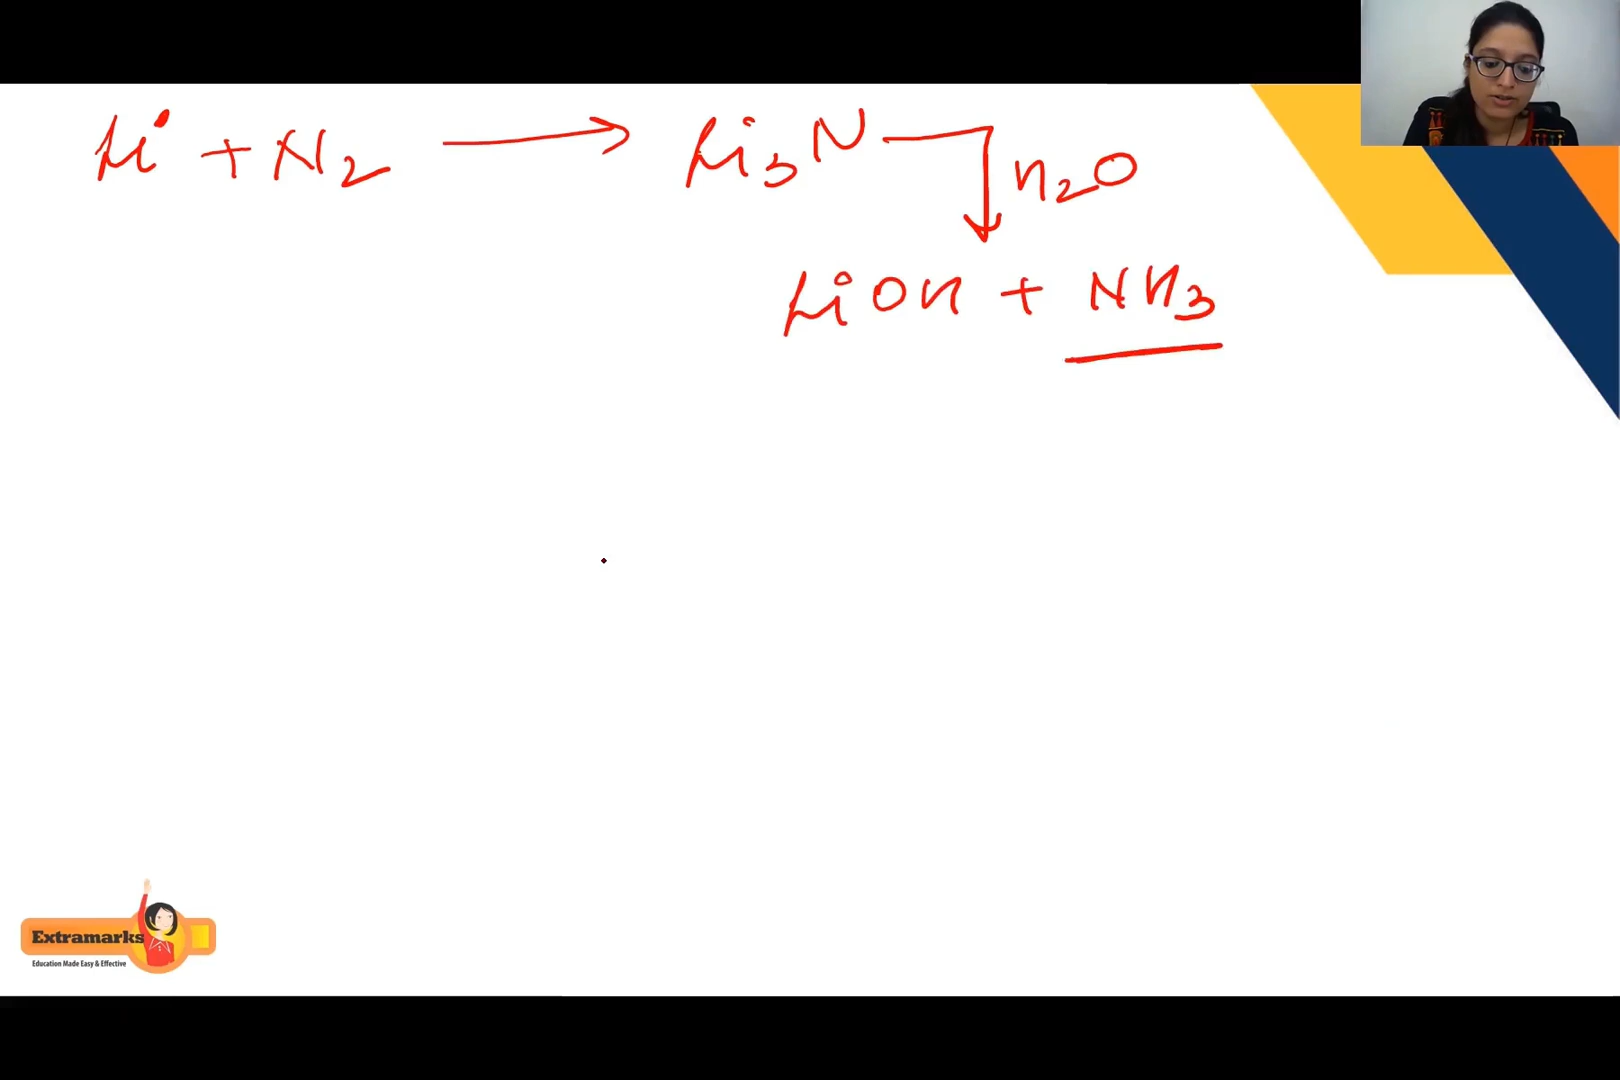 Li + N2 → Li3N
H2O
LiOH + NH3
Extramarks
Education Made Easy & Effective